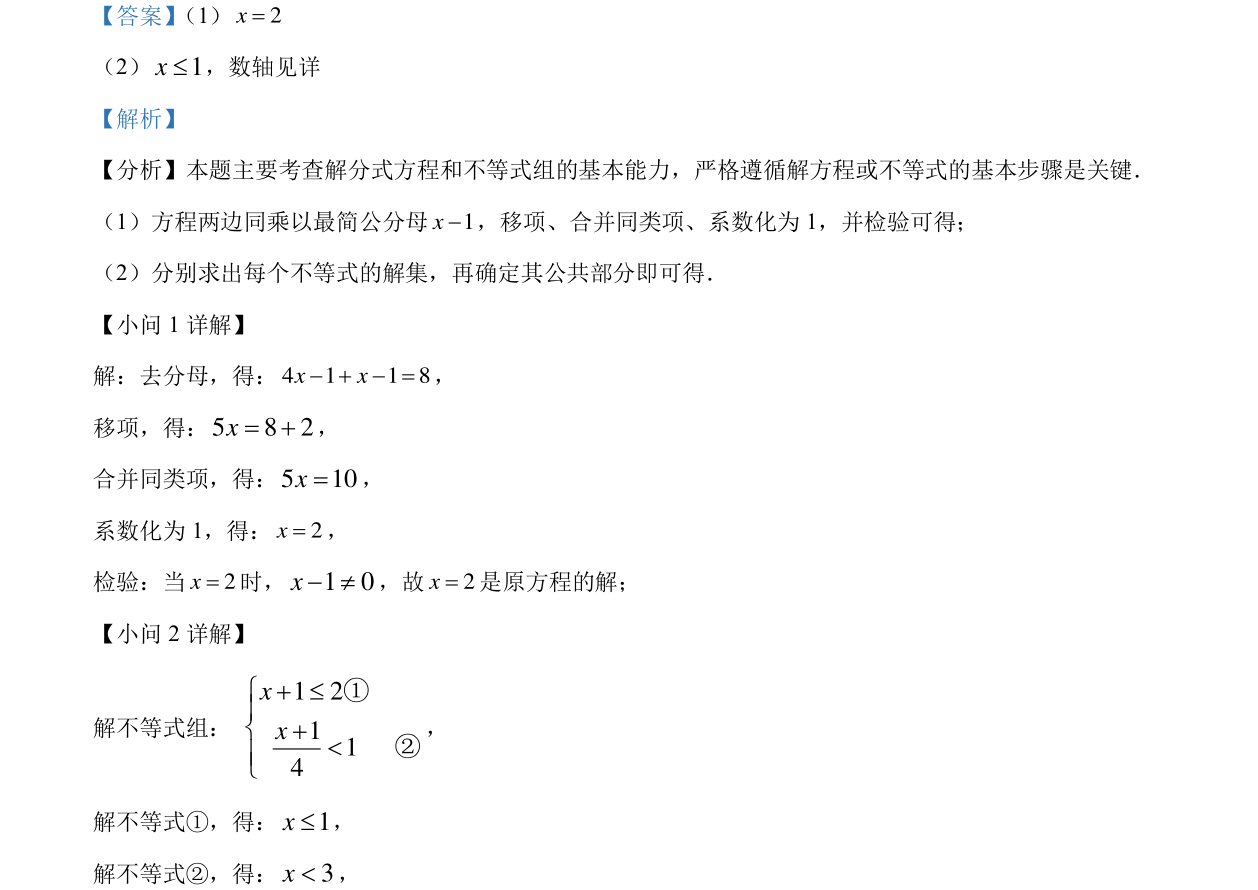 【答案】（1）x=2
（2）x≤1，数轴见详
【解析】
【分析】本题主要考查解分式方程和不等式组的基本能力，严格遵循解方程或不等式的基本步骤是关键．
（1）方程两边同乘以最简公分母x−1，移项、合并同类项、系数化为1，并检验可得；
（2）分别求出每个不等式的解集，再确定其公共部分即可得．
【小问1详解】
解：去分母，得：4x−1+x−1=8，
移项，得：5x=8+2，
合并同类项，得：5x=10，
系数化为1，得：x=2，
检验：当x=2时，x−1≠0，故x=2是原方程的解；
【小问2详解】
解不等式组：{x+1≤2① (x+1)/4<1 ②，
解不等式①，得：x≤1，
解不等式②，得：x<3，